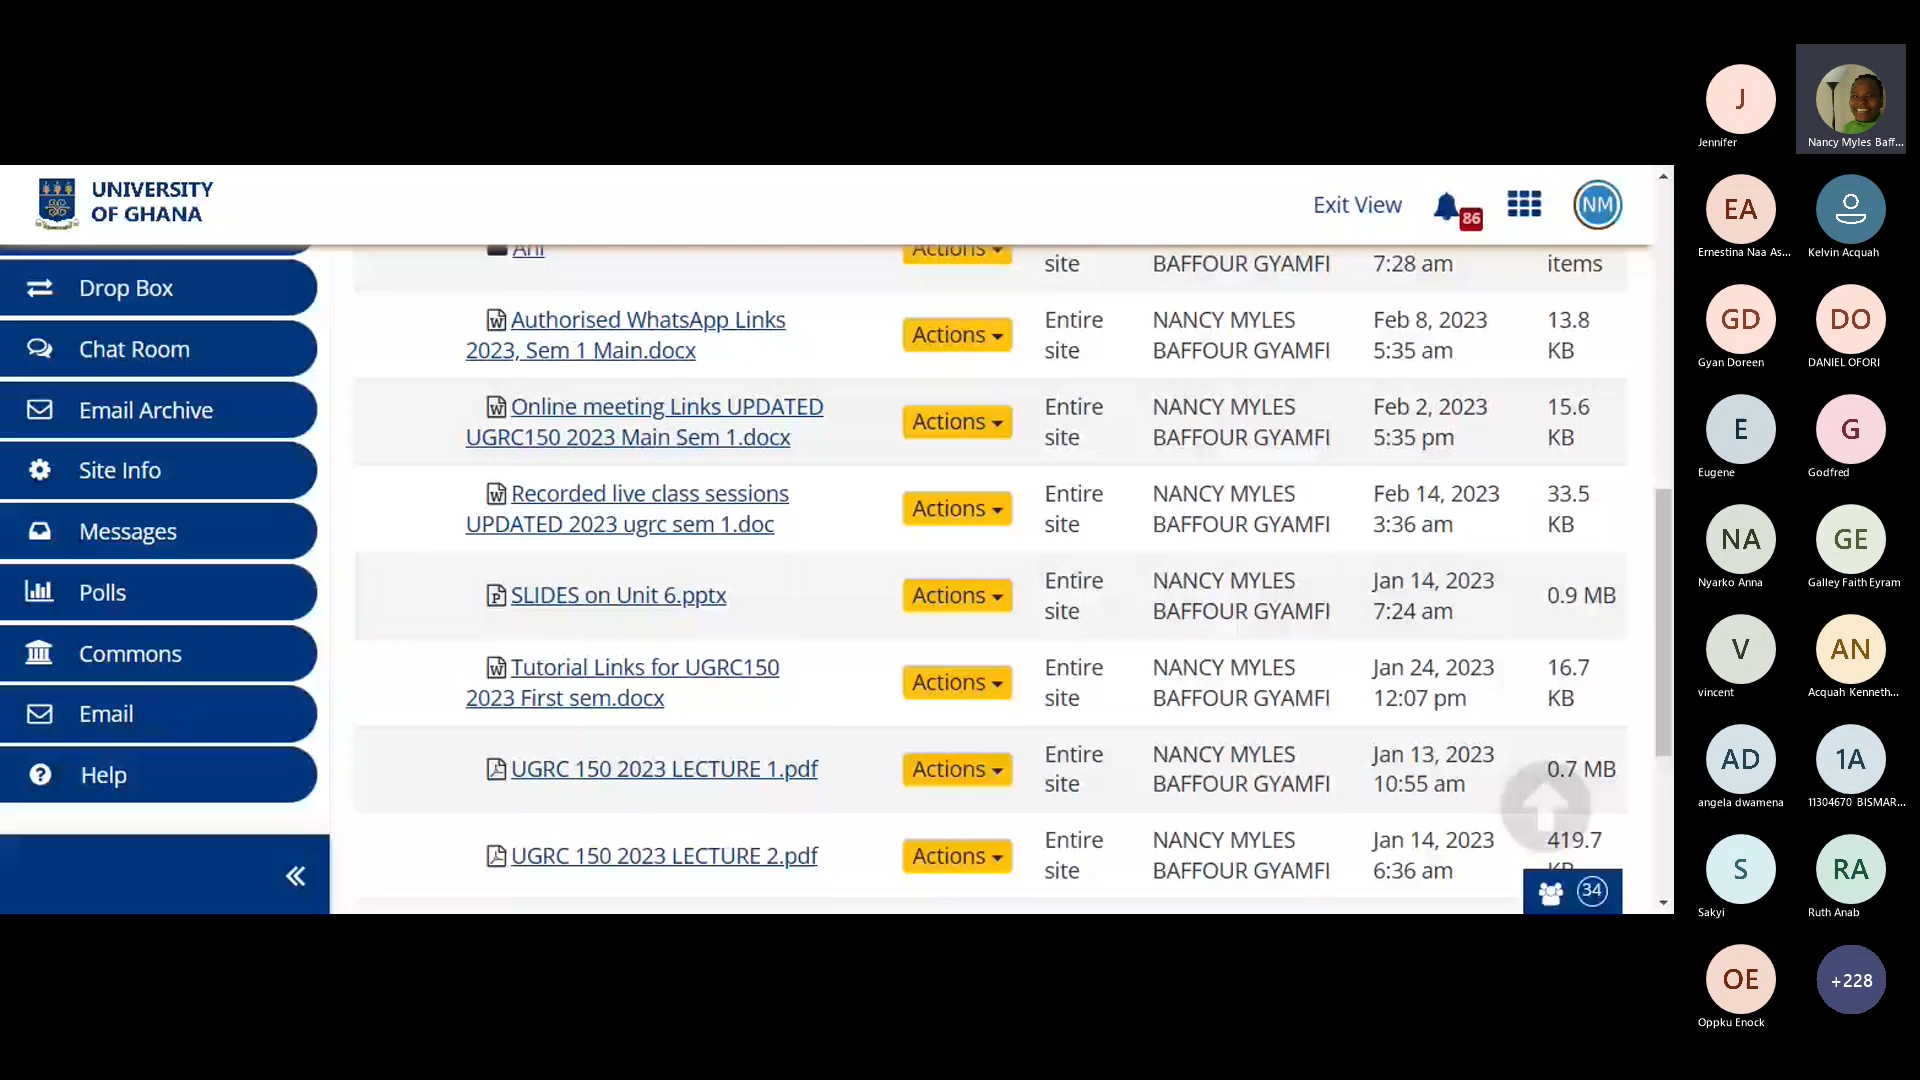 UNIVERSITY
OF GHANA
Exit View
86
NM
Drop Box
Chat Room
Email Archive
Site Info
Messages
Polls
Commons
Email
Help
Actions
site
BAFFOUR GYAMFI
7:28 am
items
Authorised WhatsApp Links
2023, Sem 1 Main.docx
Actions
Entire
site
NANCY MYLES
BAFFOUR GYAMFI
Feb 8, 2023
5:35 am
13.8
KB
Online meeting Links UPDATED
UGRC150 2023 Main Sem 1.docx
Actions
Entire
site
NANCY MYLES
BAFFOUR GYAMFI
Feb 2, 2023
5:35 pm
15.6
KB
Recorded live class sessions
UPDATED 2023 ugrc sem 1.doc
Actions
Entire
site
NANCY MYLES
BAFFOUR GYAMFI
Feb 14, 2023
3:36 am
33.5
KB
SLIDES on Unit 6.pptx
Actions
Entire
site
NANCY MYLES
BAFFOUR GYAMFI
Jan 14, 2023
7:24 am
0.9 MB
Tutorial Links for UGRC150
2023 First sem.docx
Actions
Entire
site
NANCY MYLES
BAFFOUR GYAMFI
Jan 24, 2023
12:07 pm
16.7
KB
UGRC 150 2023 LECTURE 1.pdf
Actions
Entire
site
NANCY MYLES
BAFFOUR GYAMFI
Jan 13, 2023
10:55 am
0.7 MB
UGRC 150 2023 LECTURE 2.pdf
Actions
Entire
site
NANCY MYLES
BAFFOUR GYAMFI
Jan 14, 2023
6:36 am
419.7
KB
34
J
Jennifer
Nancy Myles Baff...
EA
Ernestina Naa As...
Kelvin Acquah
GD
Gyan Doreen
DO
DANIEL OFORI
E
Eugene
G
Godfred
NA
Nyarko Anna
GE
Galley Faith Eyram
V
vincent
AN
Acquah Kenneth...
AD
angela dwamena
1A
11304670 BISMAR...
S
Sakyi
RA
Ruth Anab
OE
Oppku Enock
+228